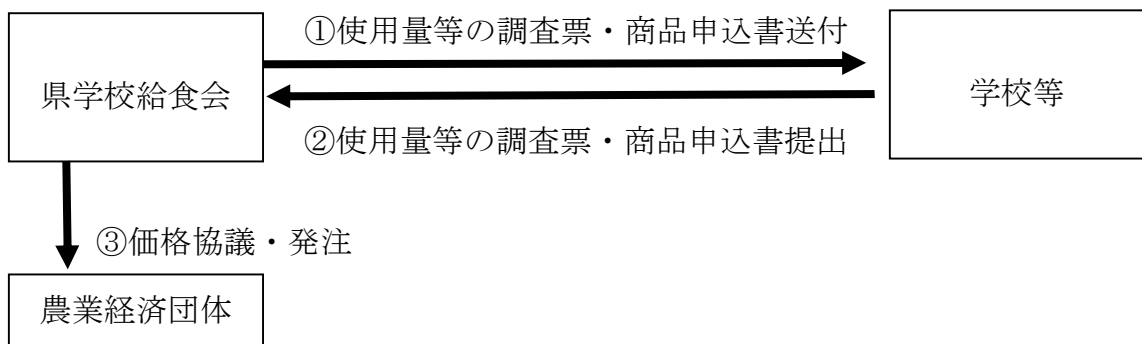 ①使用量等の調査票・商品申込書送付
県学校給食会
学校等
②使用量等の調査票・商品申込書提出
③価格協議・発注
農業経済団体